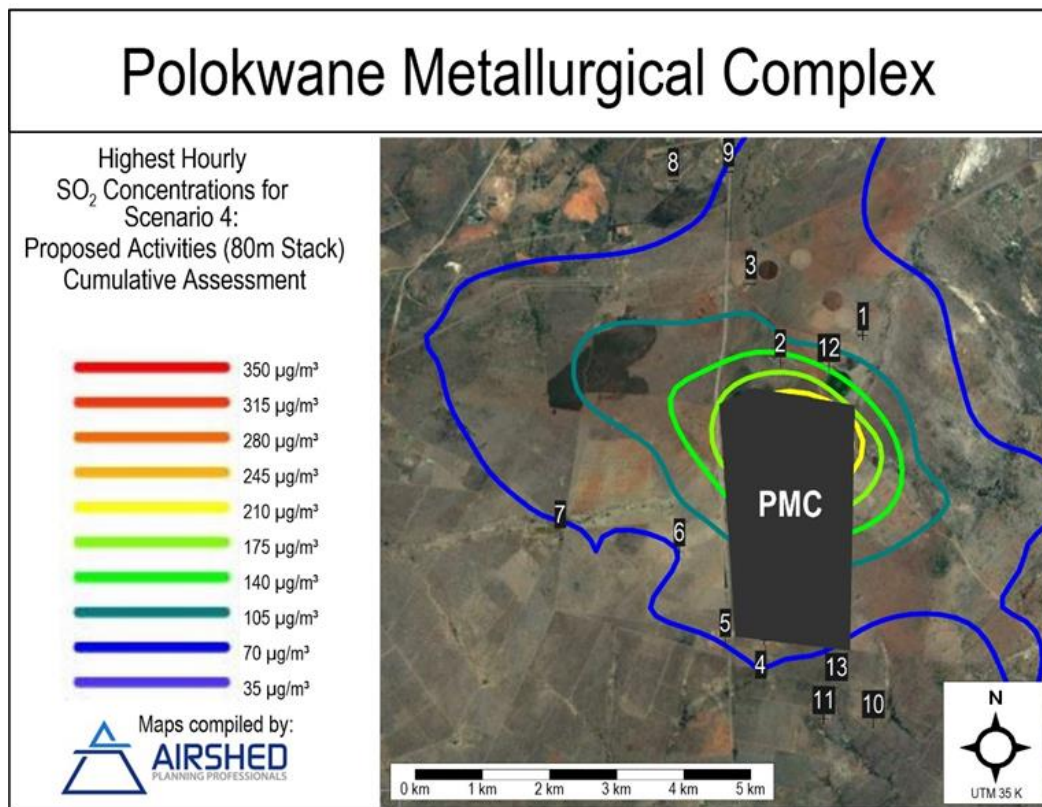 Polokwane Metallurgical Complex
Highest Hourly
SO₂ Concentrations for
Scenario 4:
Proposed Activities (80m Stack)
Cumulative Assessment
350 µg/m³
315 µg/m³
280 µg/m³
245 µg/m³
210 µg/m³
175 µg/m³
140 µg/m³
105 µg/m³
70 µg/m³
35 µg/m³
Maps compiled by:
AIRSHED
PLANNING PROFESSIONALS
9
8
3
1
2
12
PMC
7
6
5
4
13
11
10
0 km 1 km 2 km 3 km 4 km 5 km
N
UTM 35 K